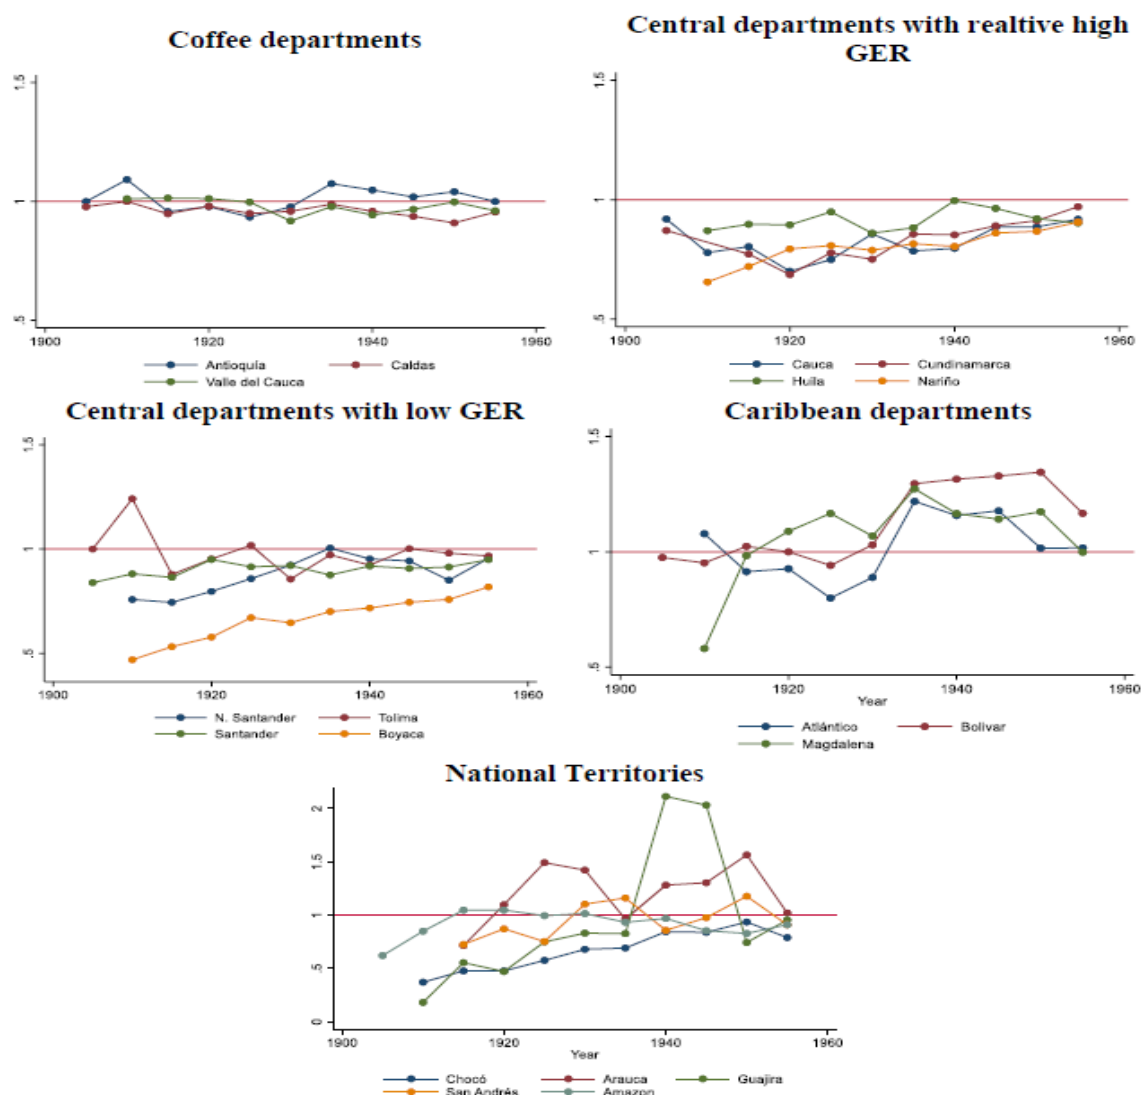 Coffee departments
1.5
1
.5
1900 1920 1940 1960
Antioquía Caldas
Valle del Cauca
Central departments with realtive high
GER
1.5
1
.5
1900 1920 1940 1960
Cauca Cundinamarca
Huila Nariño
Central departments with low GER
1.5
1
.5
1900 1920 1940 1960
N. Santander Tolima
Santander Boyaca
Caribbean departments
1.5
1
.5
1900 1920 1940 1960
Year
Atlántico Bolivar
Magdalena
National Territories
2
1.5
1
.5
0
1900 1920 1940 1960
Year
Chocó Arauca Guajira
San Andrés Amazon